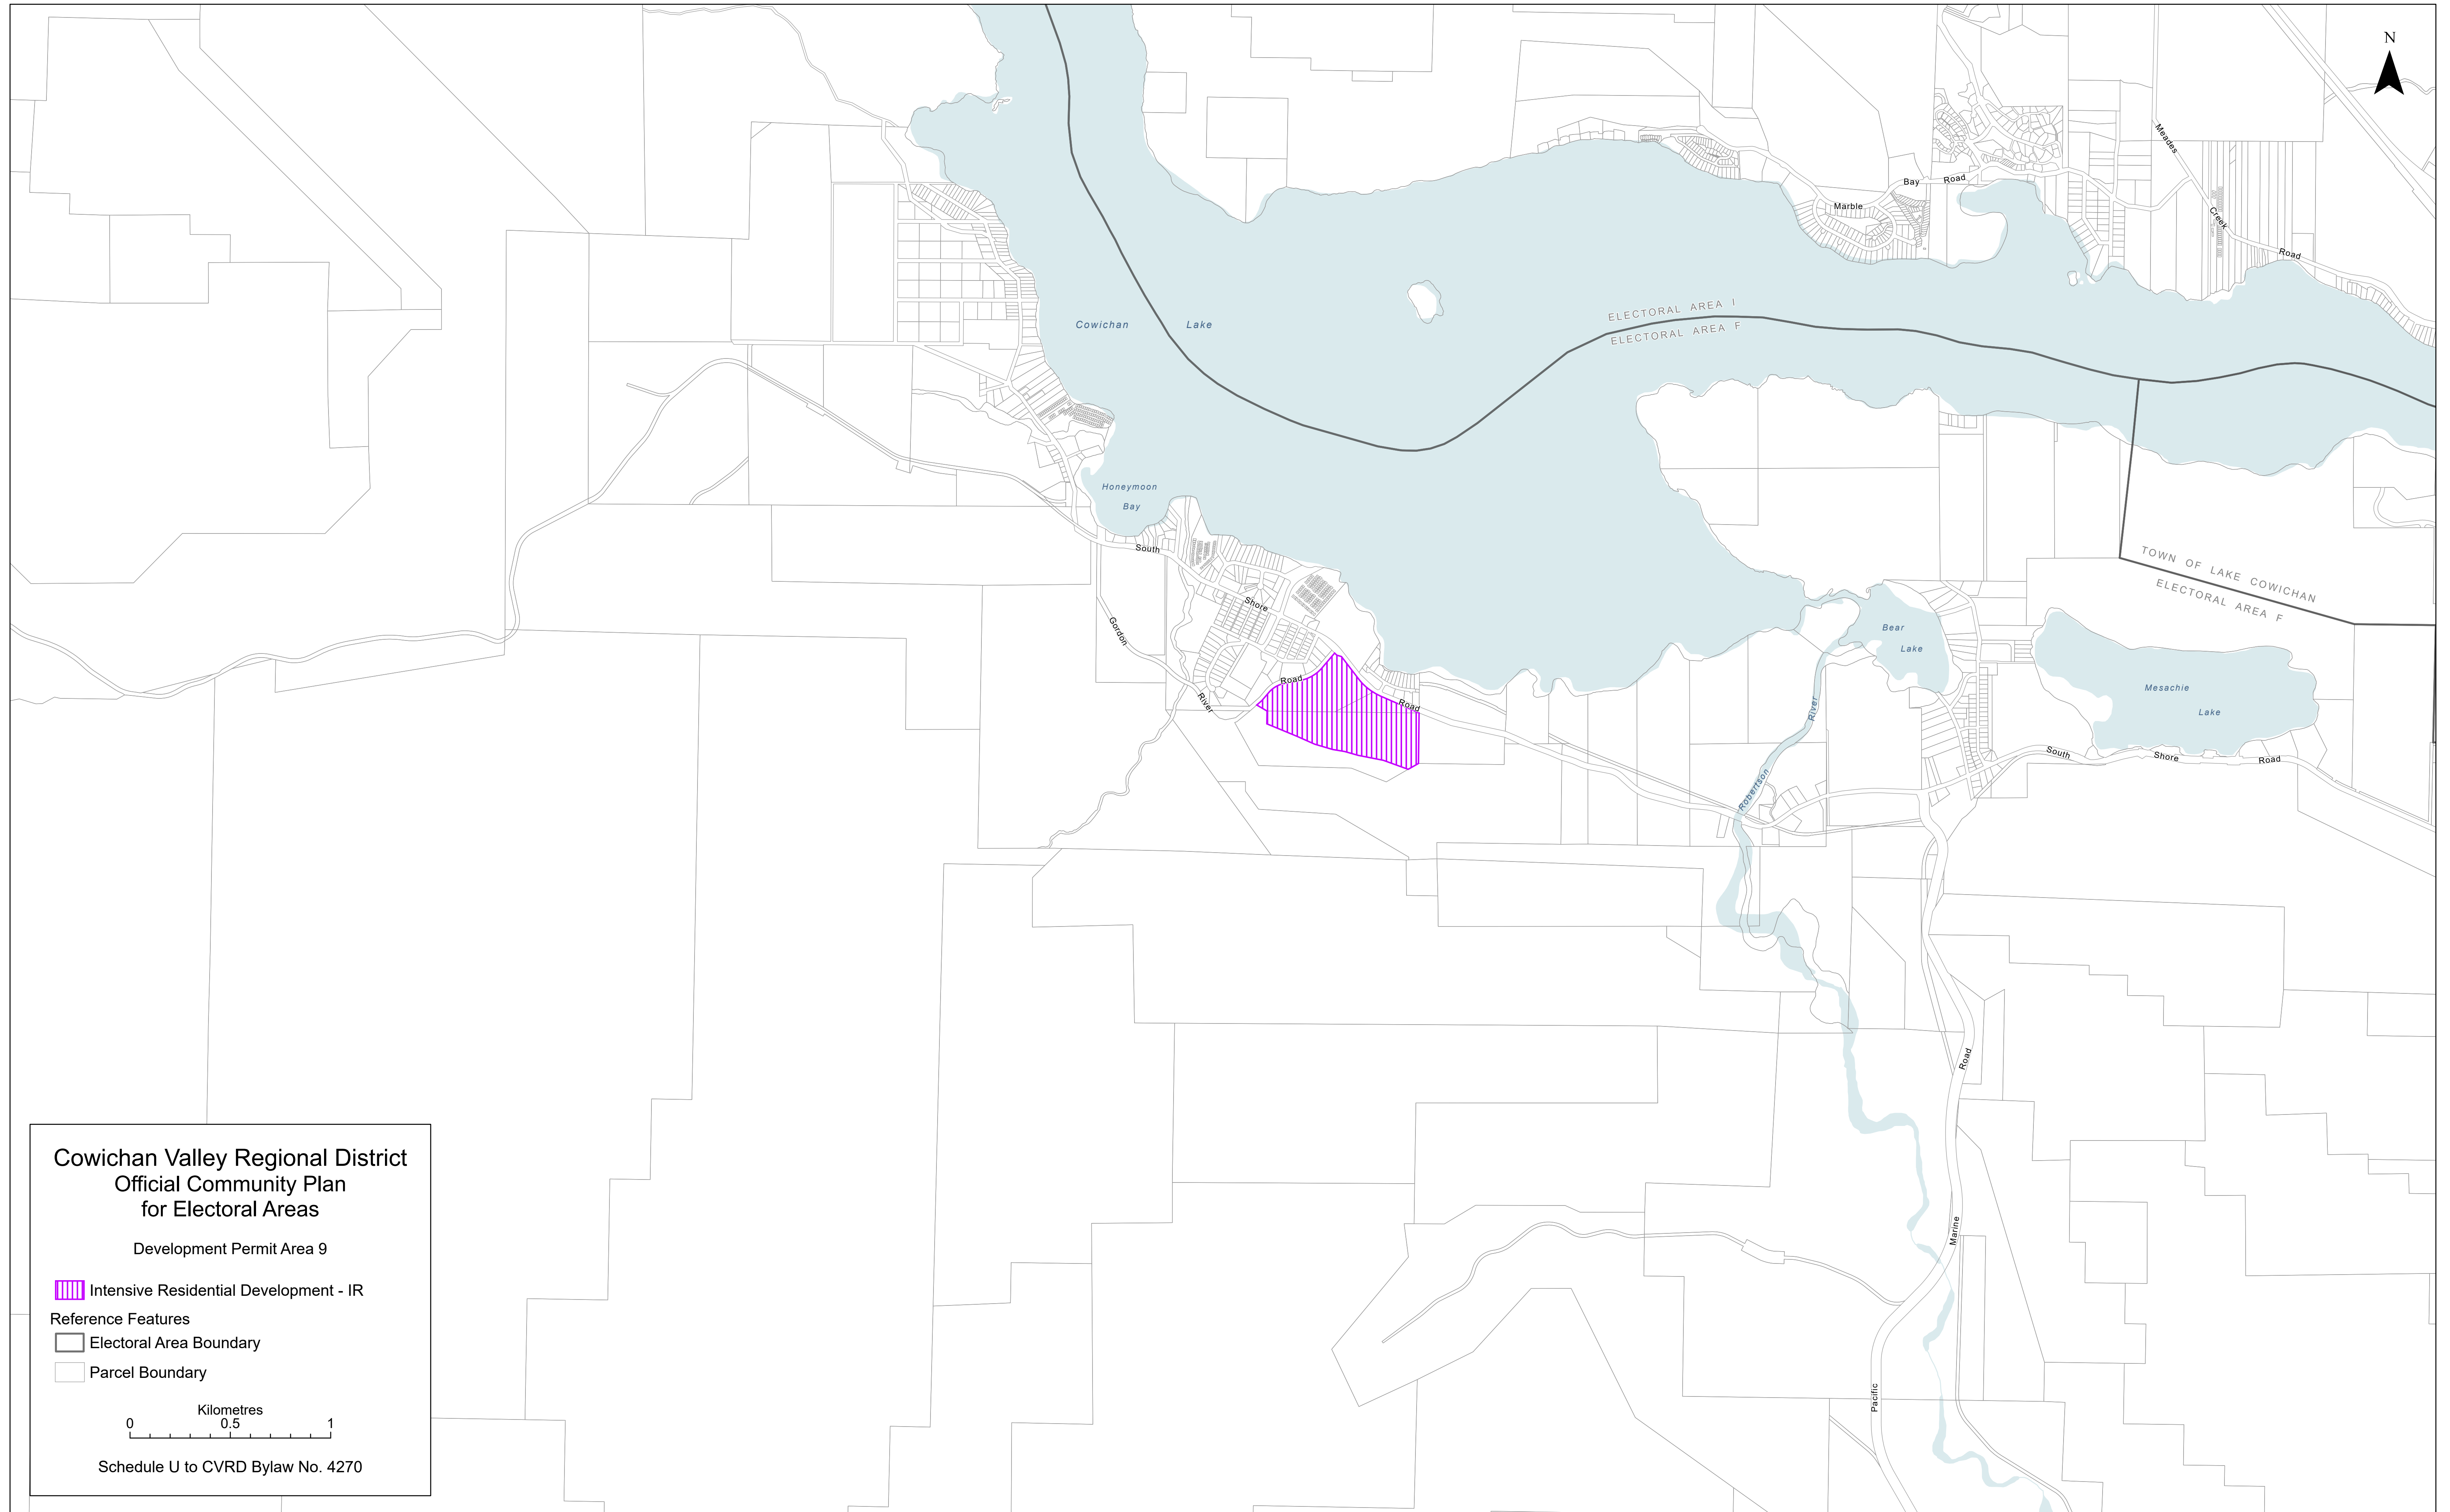 N
Meades
Creek
Road
Bay Road
Marble
ELECTORAL AREA I
ELECTORAL AREA F
Cowichan Lake
Honeymoon
Bay
South
Shore
Road
Gordon
River
Road
TOWN OF LAKE COWICHAN
ELECTORAL AREA F
Bear
Lake
Mesachie
Lake
River
Robertson
South Shore Road
Road
Marine
Pacific
Cowichan Valley Regional District
Official Community Plan
for Electoral Areas
Development Permit Area 9
Intensive Residential Development - IR
Reference Features
Electoral Area Boundary
Parcel Boundary
Kilometres
0 0.5 1
Schedule U to CVRD Bylaw No. 4270